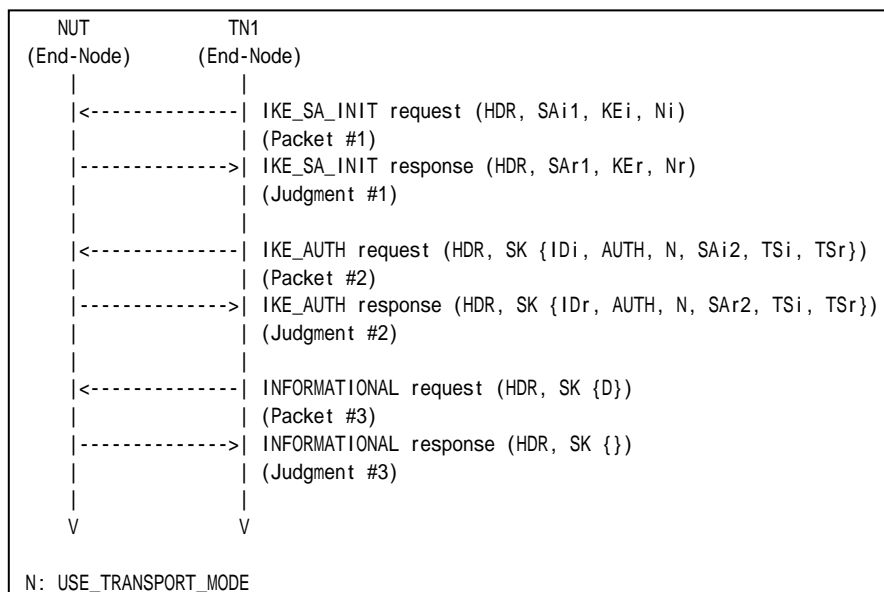 NUT TN1
(End-Node) (End-Node)
| |
|<--------------| IKE_SA_INIT request (HDR, SAi1, KEi, Ni)
| | (Packet #1)
|-------------->| IKE_SA_INIT response (HDR, SAr1, KEr, Nr)
| | (Judgment #1)
| |
|<--------------| IKE_AUTH request (HDR, SK {IDi, AUTH, N, SAi2, TSi, TSr})
| | (Packet #2)
|-------------->| IKE_AUTH response (HDR, SK {IDr, AUTH, N, SAr2, TSi, TSr})
| | (Judgment #2)
| |
|<--------------| INFORMATIONAL request (HDR, SK {D})
| | (Packet #3)
|-------------->| INFORMATIONAL response (HDR, SK {})
| | (Judgment #3)
| |
V V
N: USE_TRANSPORT_MODE